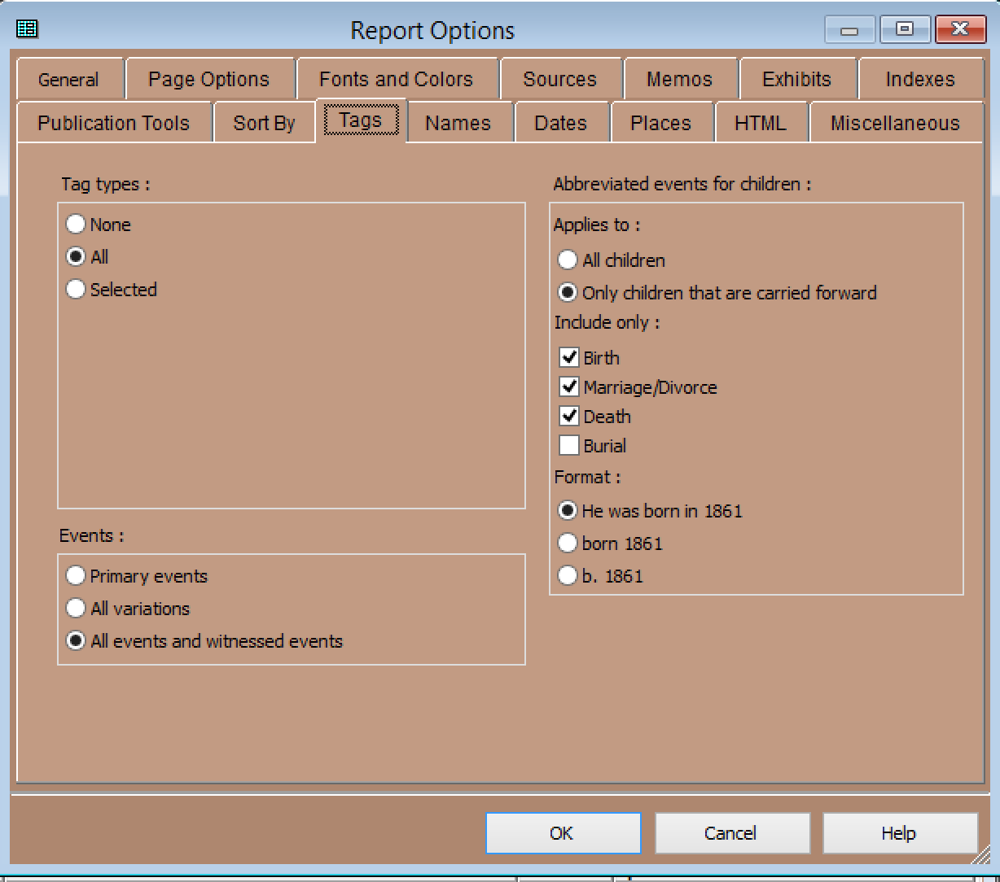 Report Options
General Page Options Fonts and Colors Sources Memos Exhibits Indexes
Publication Tools Sort By Tags Names Dates Places HTML Miscellaneous
Tag types :
None
All
Selected
Events :
Primary events
All variations
All events and witnessed events
Abbreviated events for children :
Applies to :
All children
Only children that are carried forward
Include only :
Birth
Marriage/Divorce
Death
Burial
Format :
He was born in 1861
born 1861
b. 1861
OK Cancel Help